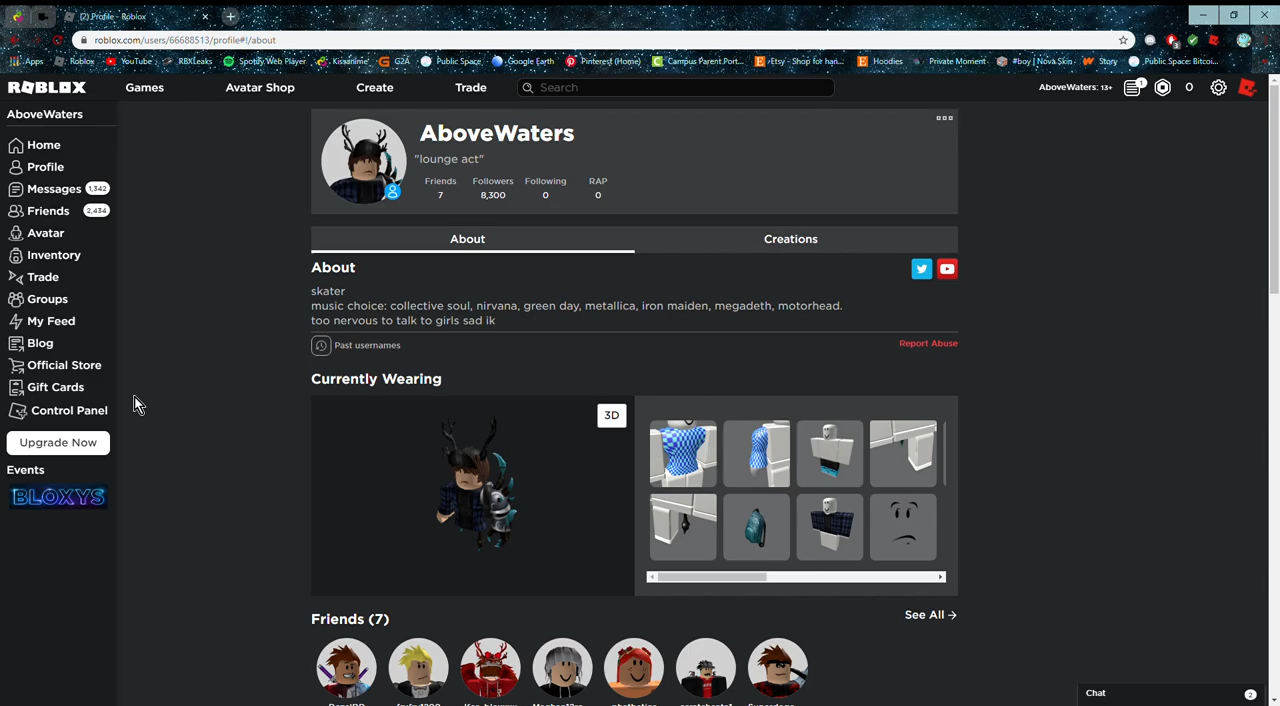 (2) Profile - Roblox
roblox.com/users/66688513/profile#!/about
Apps Roblox YouTube RBXLeaks Spotify Web Player Kissanime G2A Public Space Google Earth Pinterest (Home) Campus Parent Port... Etsy - Shop for han... Hoodies Private Moment #boy | Nova Skin Story Public Space: Bitcoi...
ROBLOX Games Avatar Shop Create Trade Search AboveWaters: 13+ 1 0
AboveWaters
Home
Profile
Messages 1,342
Friends 2,434
Avatar
Inventory
Trade
Groups
My Feed
Blog
Official Store
Gift Cards
Control Panel
Upgrade Now
Events
BLOXYS
AboveWaters
"lounge act"
Friends Followers Following RAP
7 8,300 0 0
About Creations
About
skater
music choice: collective soul, nirvana, green day, metallica, iron maiden, megadeth, motorhead.
too nervous to talk to girls sad ik
Past usernames Report Abuse
Currently Wearing
3D
Friends (7) See All
Chat 2